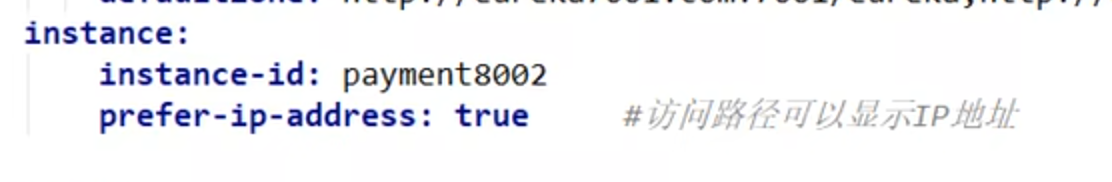 instance:
instance-id: payment8002
prefer-ip-address: true #访问路径可以显示IP地址